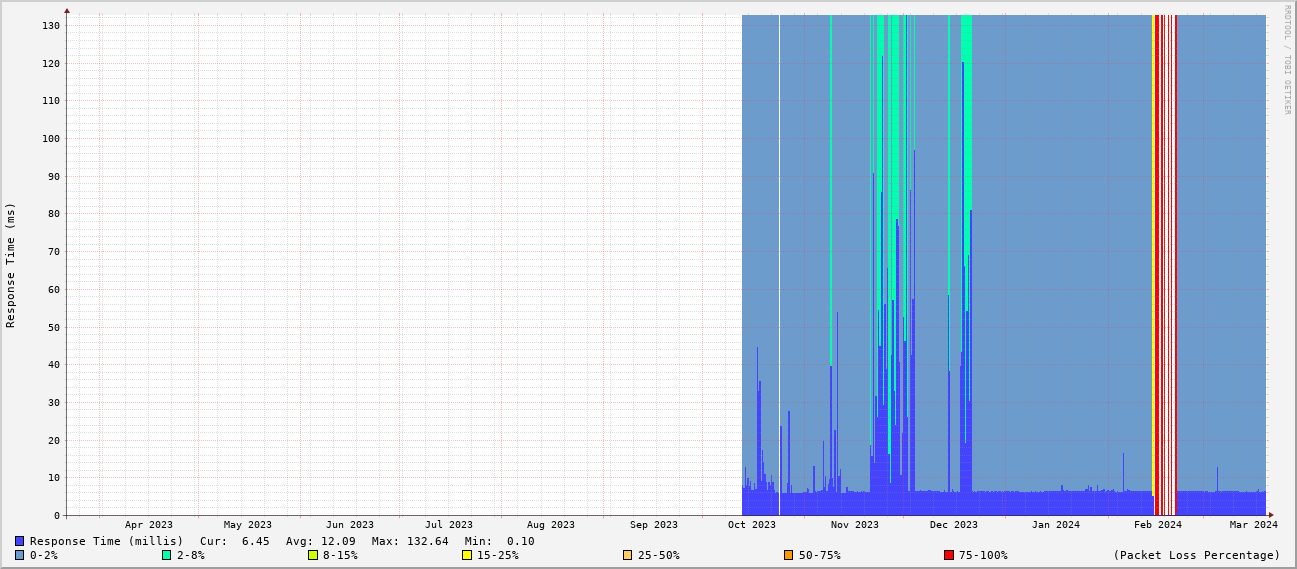 RRDTOOL / TOBI OETIKER
Response Time (ms)
130
120
110
100
90
80
70
60
50
40
30
20
10
0
Apr 2023 May 2023 Jun 2023 Jul 2023 Aug 2023 Sep 2023 Oct 2023 Nov 2023 Dec 2023 Jan 2024 Feb 2024 Mar 2024
Response Time (millis) Cur: 6.45 Avg: 12.09 Max: 132.64 Min: 0.10
0-2% 2-8% 8-15% 15-25% 25-50% 50-75% 75-100% (Packet Loss Percentage)